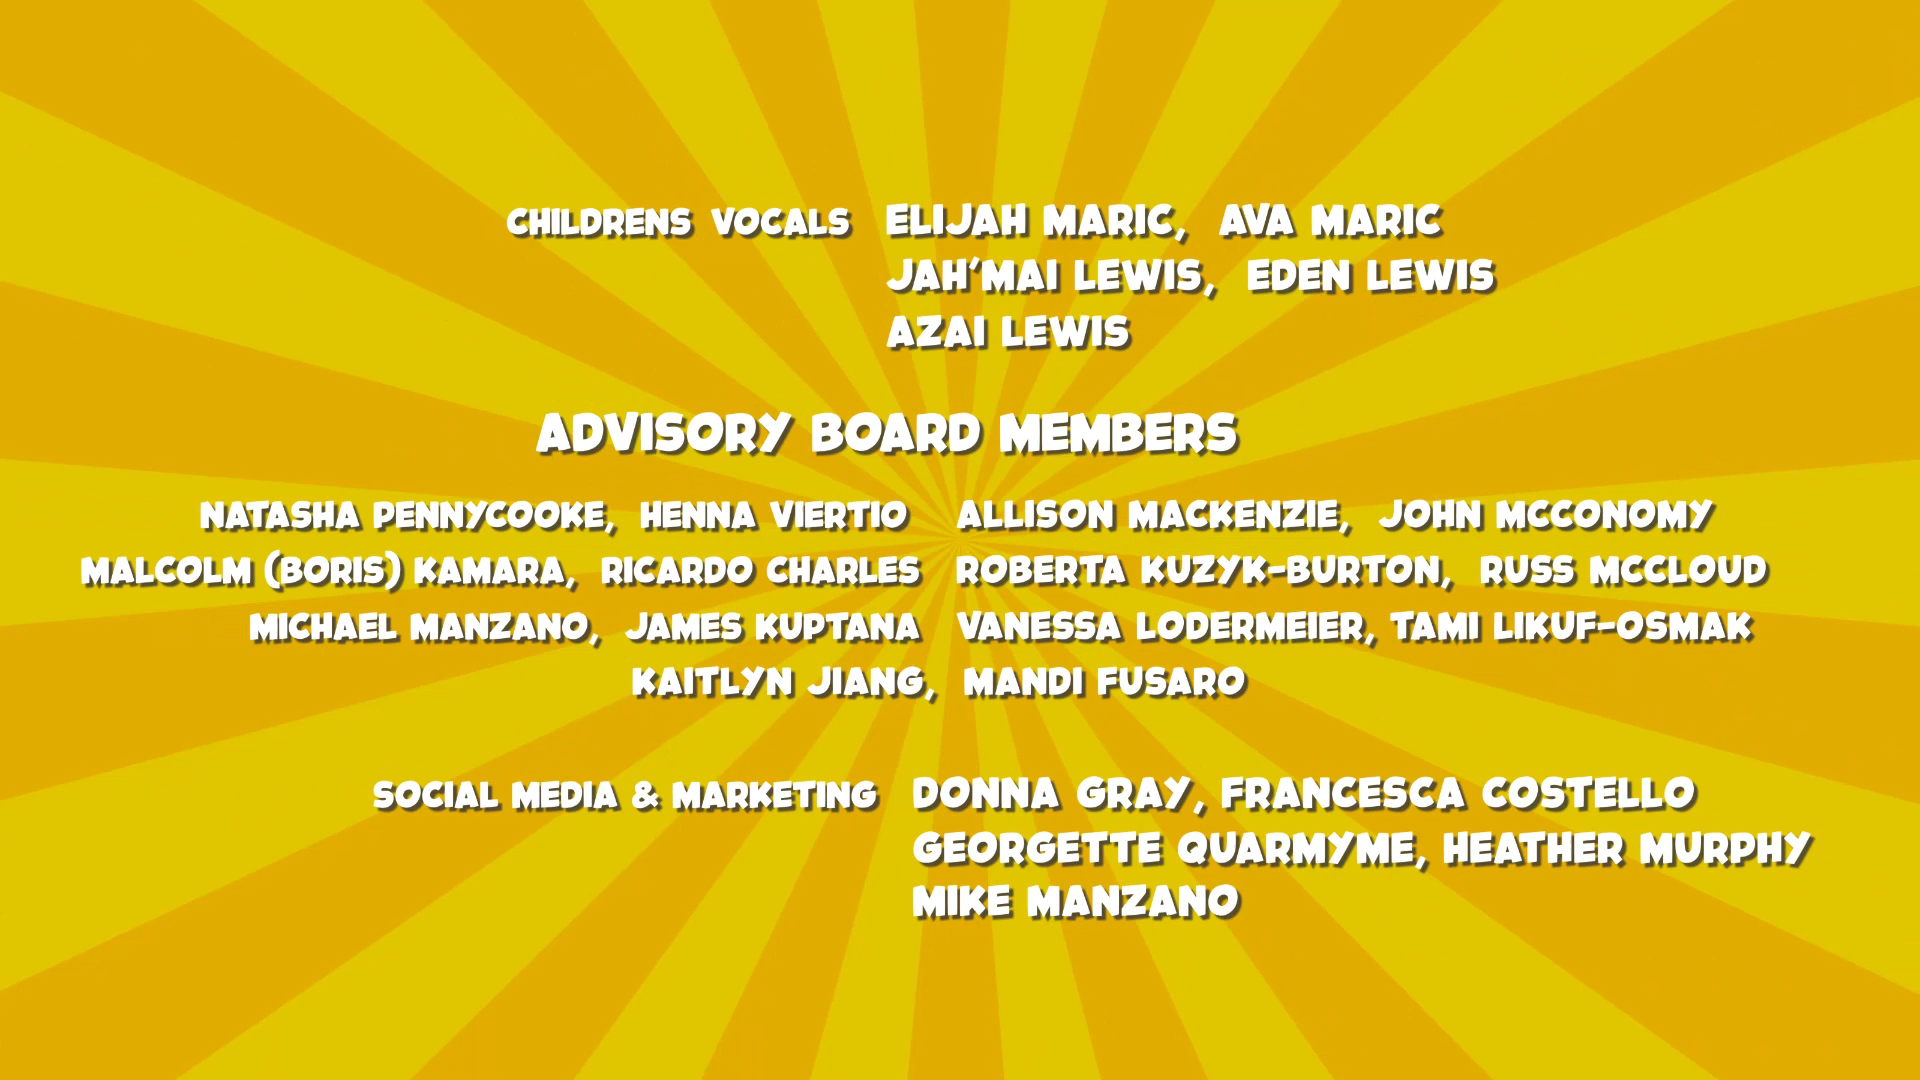 CHILDRENS VOCALS ELIJAH MARIC, AVA MARIC
JAH'MAI LEWIS, EDEN LEWIS
AZAI LEWIS
ADVISORY BOARD MEMBERS
NATASHA PENNYCOOKE, HENNA VIERTIO ALLISON MACKENZIE, JOHN MCCONOMY
MALCOLM (BORIS) KAMARA, RICARDO CHARLES ROBERTA KUZYK-BURTON, RUSS MCCLOUD
MICHAEL MANZANO, JAMES KUPTANA VANESSA LODERMEIER, TAMI LIKUF-OSMAK
KAITLYN JIANG, MANDI FUSARO
SOCIAL MEDIA & MARKETING DONNA GRAY, FRANCESCA COSTELLO
GEORGETTE QUARMYME, HEATHER MURPHY
MIKE MANZANO